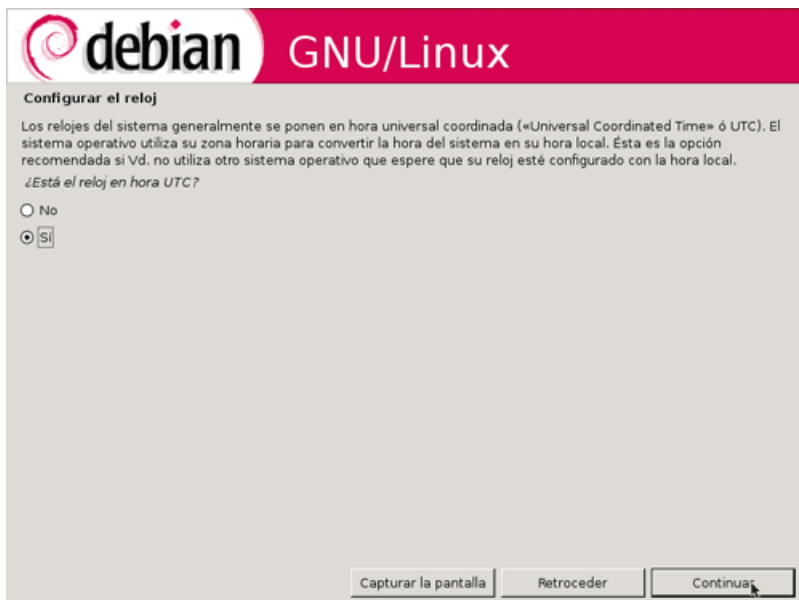 debian GNU/Linux
Configurar el reloj
Los relojes del sistema generalmente se ponen en hora universal coordinada («Universal Coordinated Time» ó UTC). El
sistema operativo utiliza su zona horaria para convertir la hora del sistema en su hora local. Ésta es la opción
recomendada si Vd. no utiliza otro sistema operativo que espere que su reloj esté configurado con la hora local.
¿Está el reloj en hora UTC?
No
Sí
Capturar la pantalla Retroceder Continuar